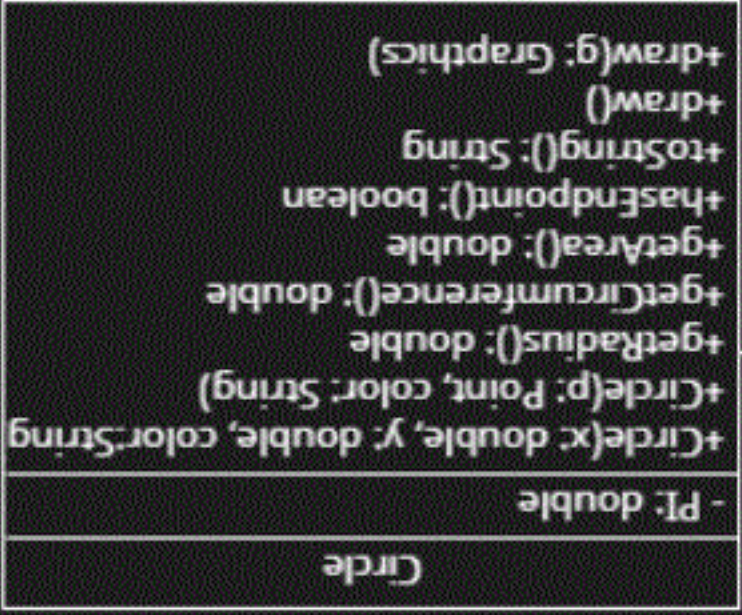 Circle
- PI: double
+Circle(x: double, y: double, color:String
+Circle(p: Point, color: String)
+getRadius(): double
+getCircumference(): double
+getArea(): double
+hasEndpoint(): boolean
+toString(): String
+draw()
+draw(g: Grapthics)